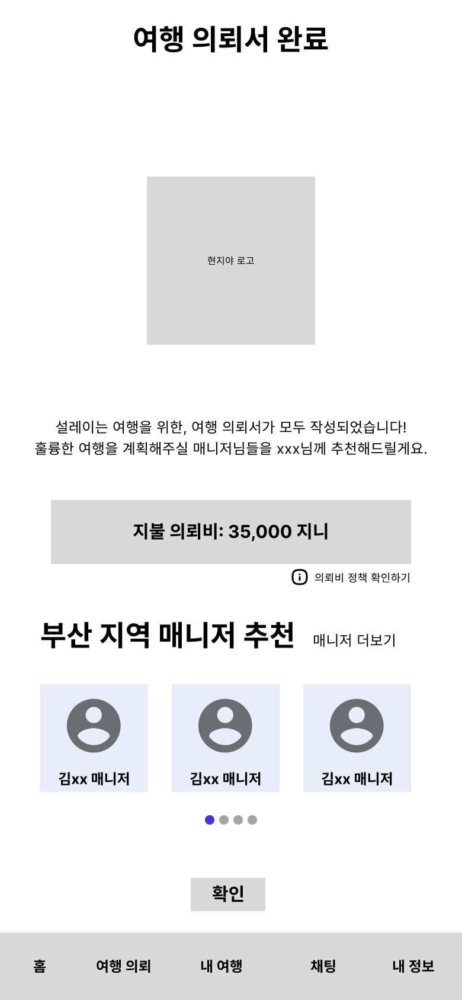 여행 의뢰서 완료
현지야 로고
설레이는 여행을 위한, 여행 의뢰서가 모두 작성되었습니다!
훌륭한 여행을 계획해주실 매니저님들을 xxx님께 추천해드릴게요.
지불 의뢰비: 35,000 지니
의뢰비 정책 확인하기
부산 지역 매니저 추천 매니저 더보기
김xx 매니저 김xx 매니저 김xx 매니저
확인
홈 여행 의뢰 내 여행 채팅 내 정보